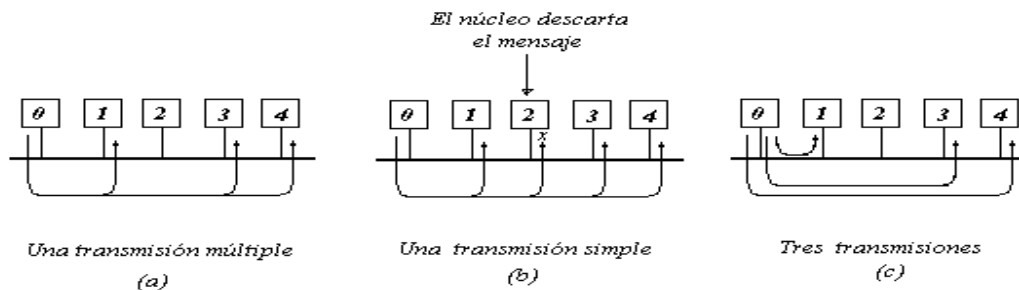 El núcleo descarta
el mensaje
0 1 2 3 4
0 1 2 3 4
x
0 1 2 3 4
Una transmisión múltiple
(a)
Una transmisión simple
(b)
Tres transmisiones
(c)